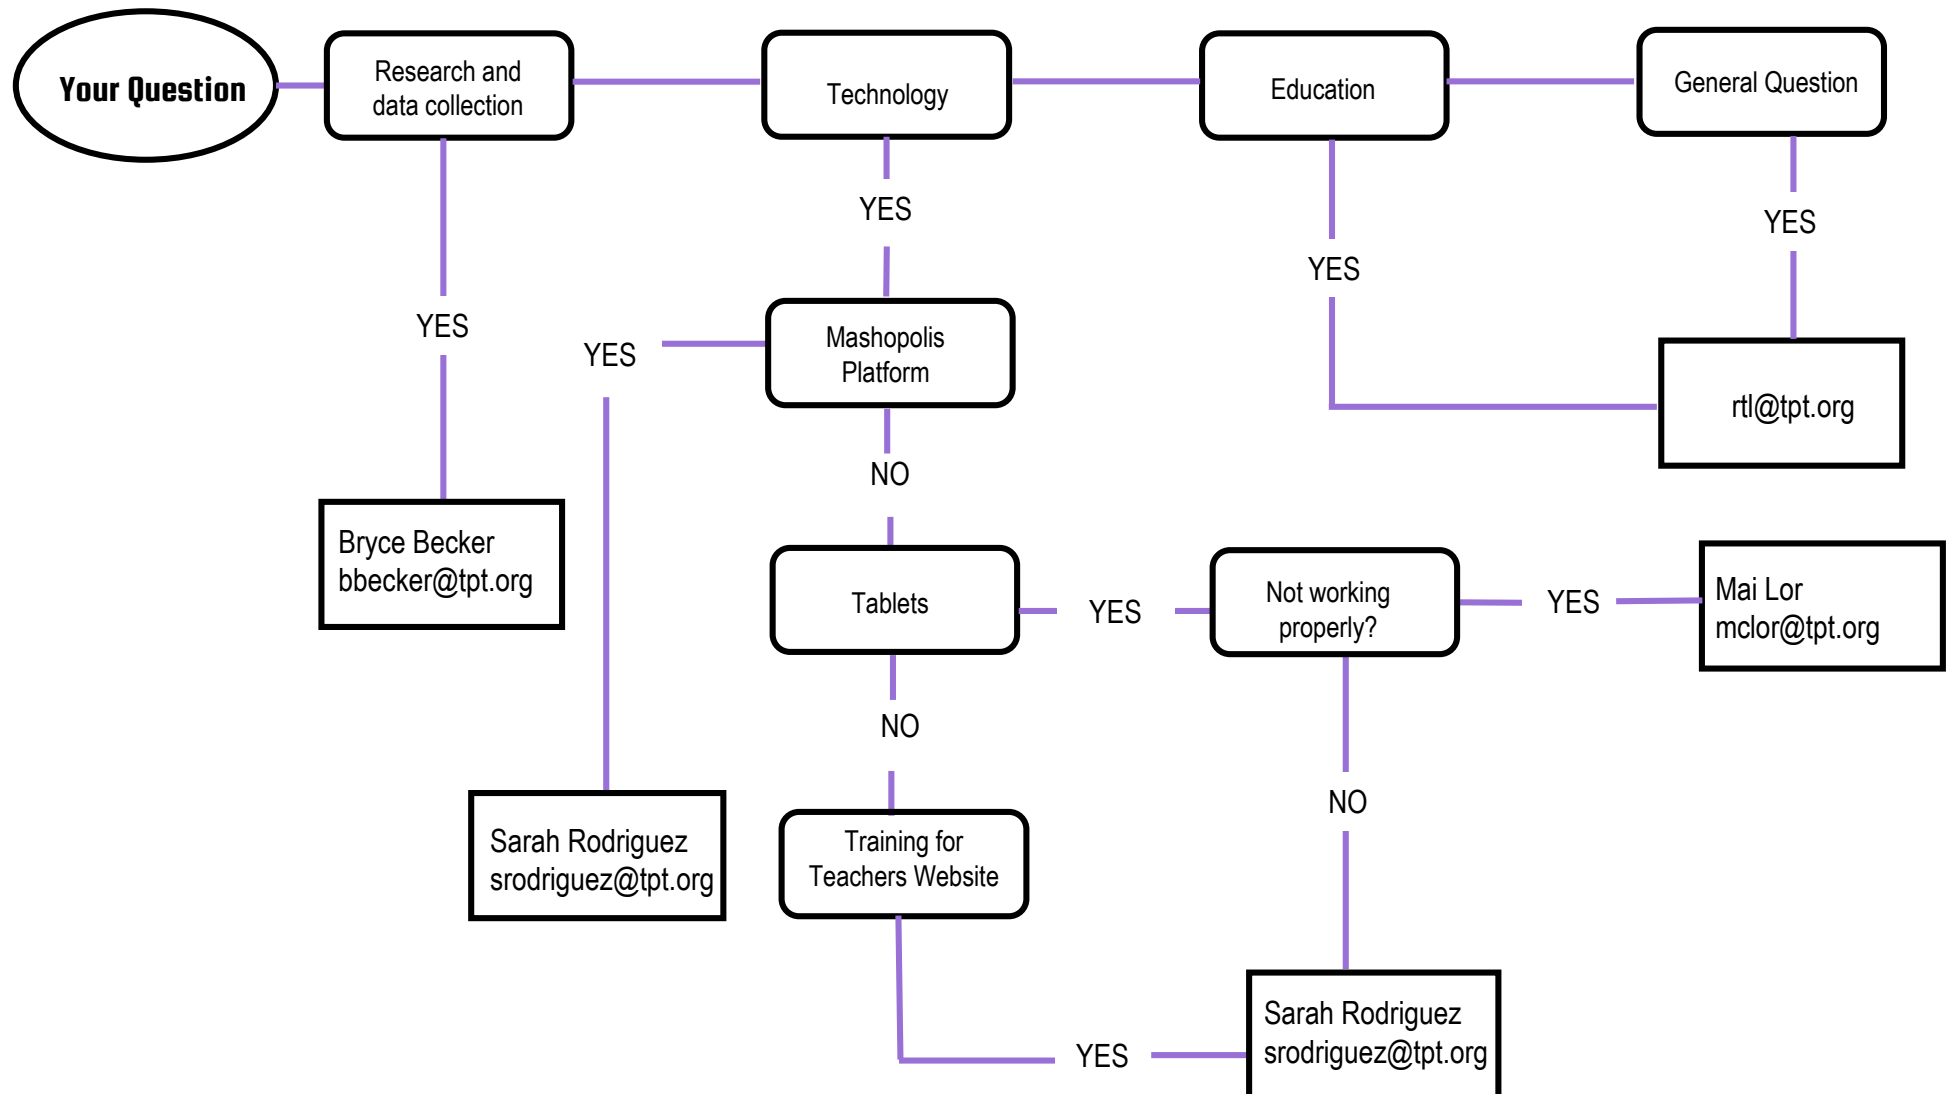 Your Question
Research and
data collection
Technology
Education
General Question
YES
YES
YES
YES
Mashopolis
Platform
YES
rtl@tpt.org
NO
Bryce Becker
bbecker@tpt.org
Tablets
YES
Not working
properly?
YES
Mai Lor
mclor@tpt.org
NO
NO
Sarah Rodriguez
srodriguez@tpt.org
Training for
Teachers Website
YES
Sarah Rodriguez
srodriguez@tpt.org